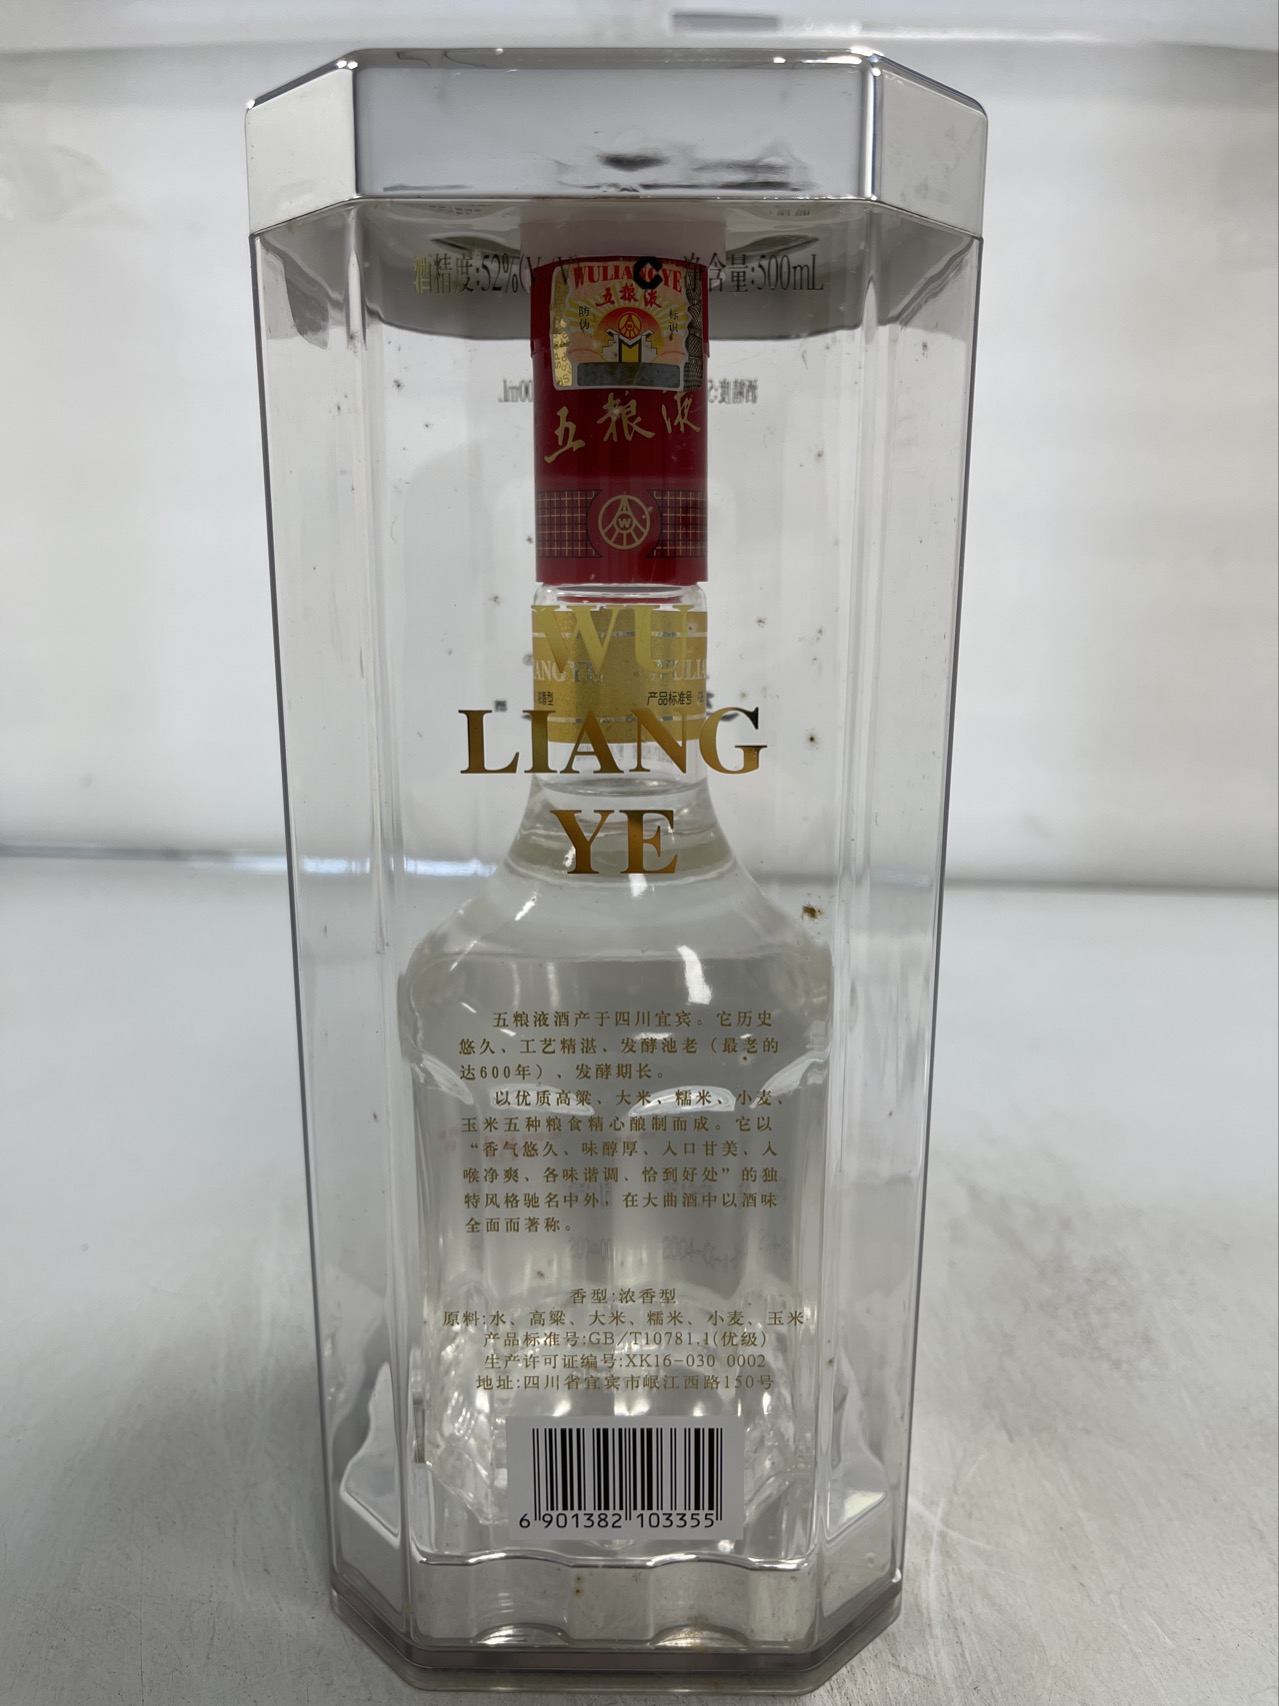 酒精度:52%(V/V) 净含量:500mL
WULIANGYE
五粮液
防伪 标识
五粮液
W
WU
产品标准号
LIANG
YE
五粮液酒产于四川宜宾。它历史
悠久、工艺精湛、发酵池老（最老的
达600年）、发酵期长。
以优质高粱、大米、糯米、小麦、
玉米五种粮食精心酿制而成。它以
“香气悠久、味醇厚、入口甘美、入
喉净爽、各味谐调、恰到好处”的独
特风格驰名中外，在大曲酒中以酒味
全面而著称。
香型:浓香型
原料:水、高粱、大米、糯米、小麦、玉米
产品标准号:GB/T10781.1(优级)
生产许可证编号:XK16-030 0002
地址:四川省宜宾市岷江西路150号
6 901382 103355